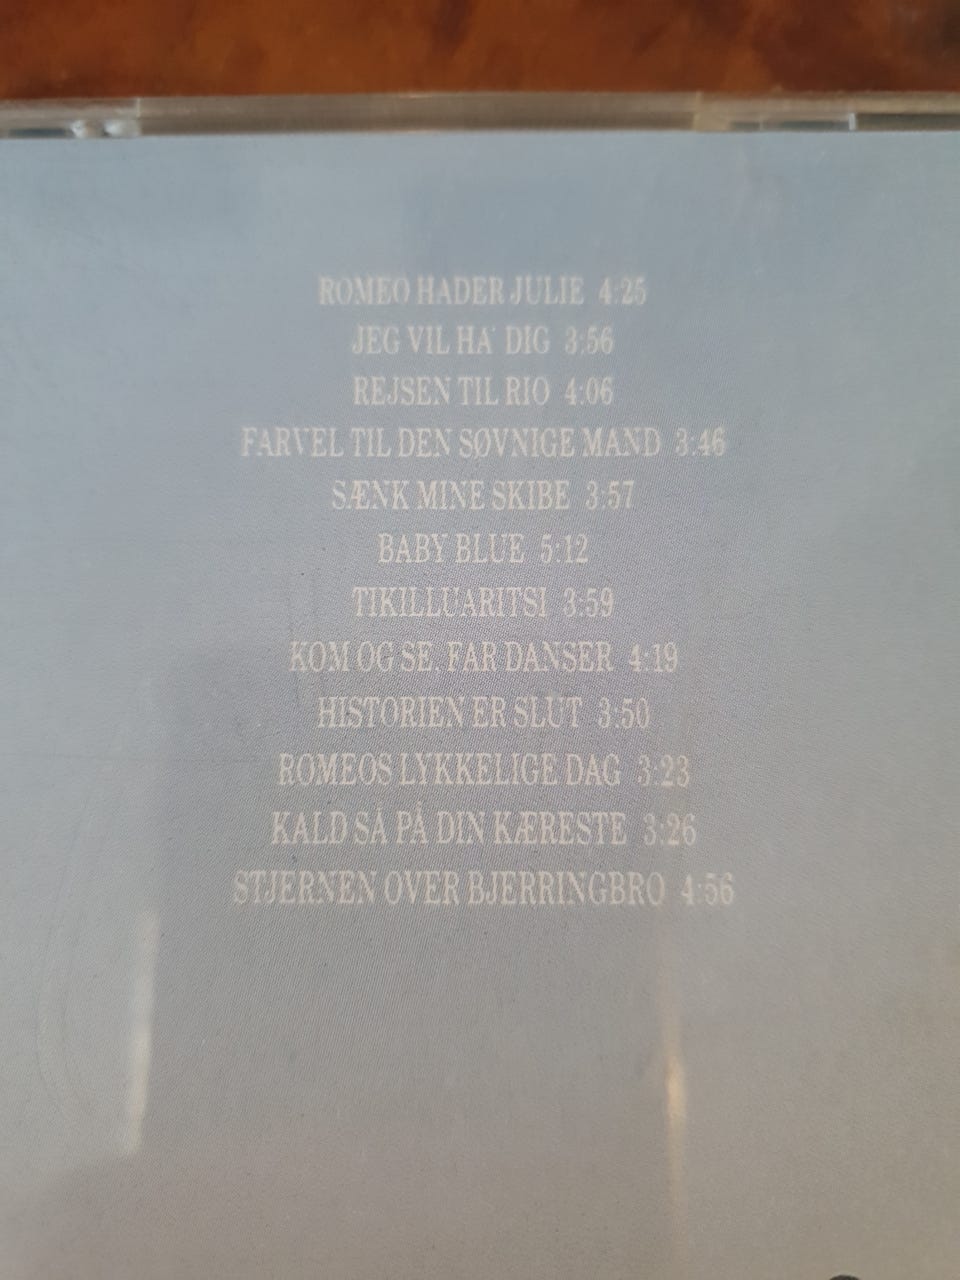 ROMEO HADER JULIE 4:25
JEG VIL HA' DIG 3:56
REJSEN TIL RIO 4:06
FARVEL TIL DEN SØVNIGE MAND 3:46
SÆNK MINE SKIBE 3:57
BABY BLUE 5:12
TIKILLUARITSI 3:59
KOM OG SE, FAR DANSER 4:19
HISTORIEN ER SLUT 3:50
ROMEOS LYKKELIGE DAG 3:23
KALD SÅ PÅ DIN KÆRESTE 3:26
STJERNEN OVER BJERRINGBRO 4:56